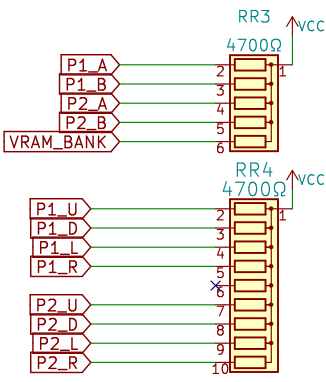 RR3
VCC
4700Ω
P1_A 2 1
P1_B 3
P2_A 4
P2_B 5
VRAM_BANK 6
RR4
VCC
4700Ω
P1_U 2 1
P1_D 3
P1_L 4
P1_R 5
6
P2_U 7
P2_D 8
P2_L 9
P2_R 10